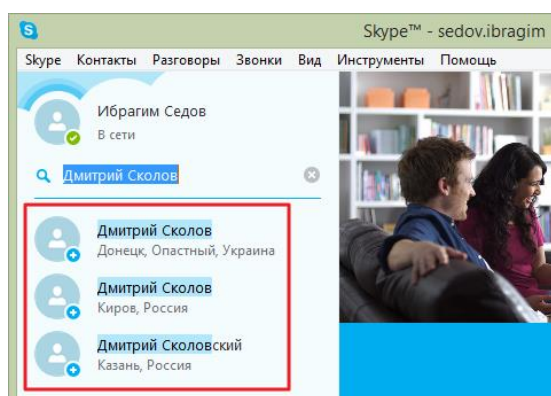 Skype™ - sedov.ibragim
Skype Контакты Разговоры Звонки Вид Инструменты Помощь
Ибрагим Седов
В сети
Дмитрий Сколов
Дмитрий Сколов
Донецк, Опастный, Украина
Дмитрий Сколов
Киров, Россия
Дмитрий Сколовский
Казань, Россия